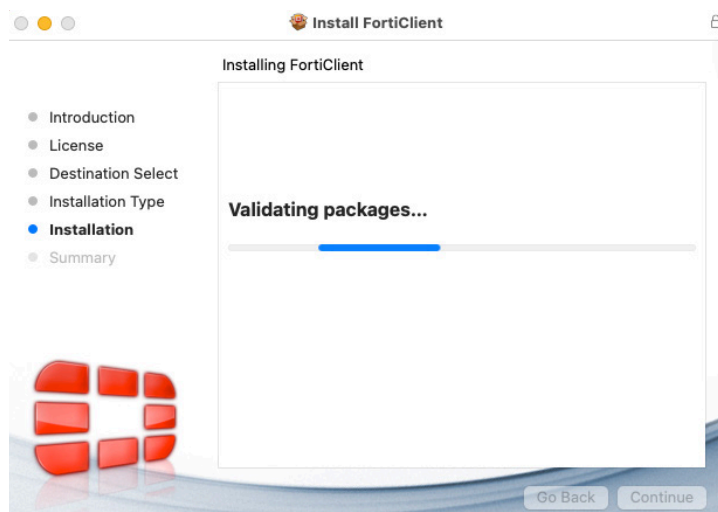 Install FortiClient
Installing FortiClient
Introduction
License
Destination Select
Installation Type
Installation
Summary
Validating packages...
Go Back
Continue